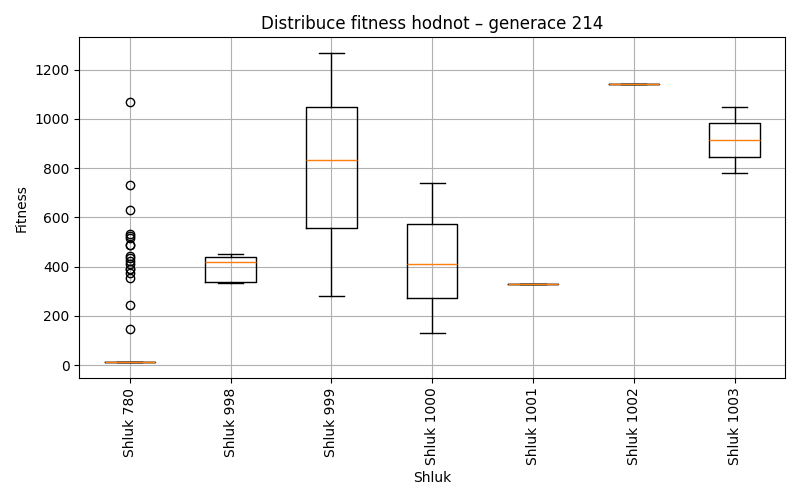 Distribuce fitness hodnot – generace 214
Fitness
1200
1000
800
600
400
200
0
Shluk 780
Shluk 998
Shluk 999
Shluk 1000
Shluk 1001
Shluk 1002
Shluk 1003
Shluk